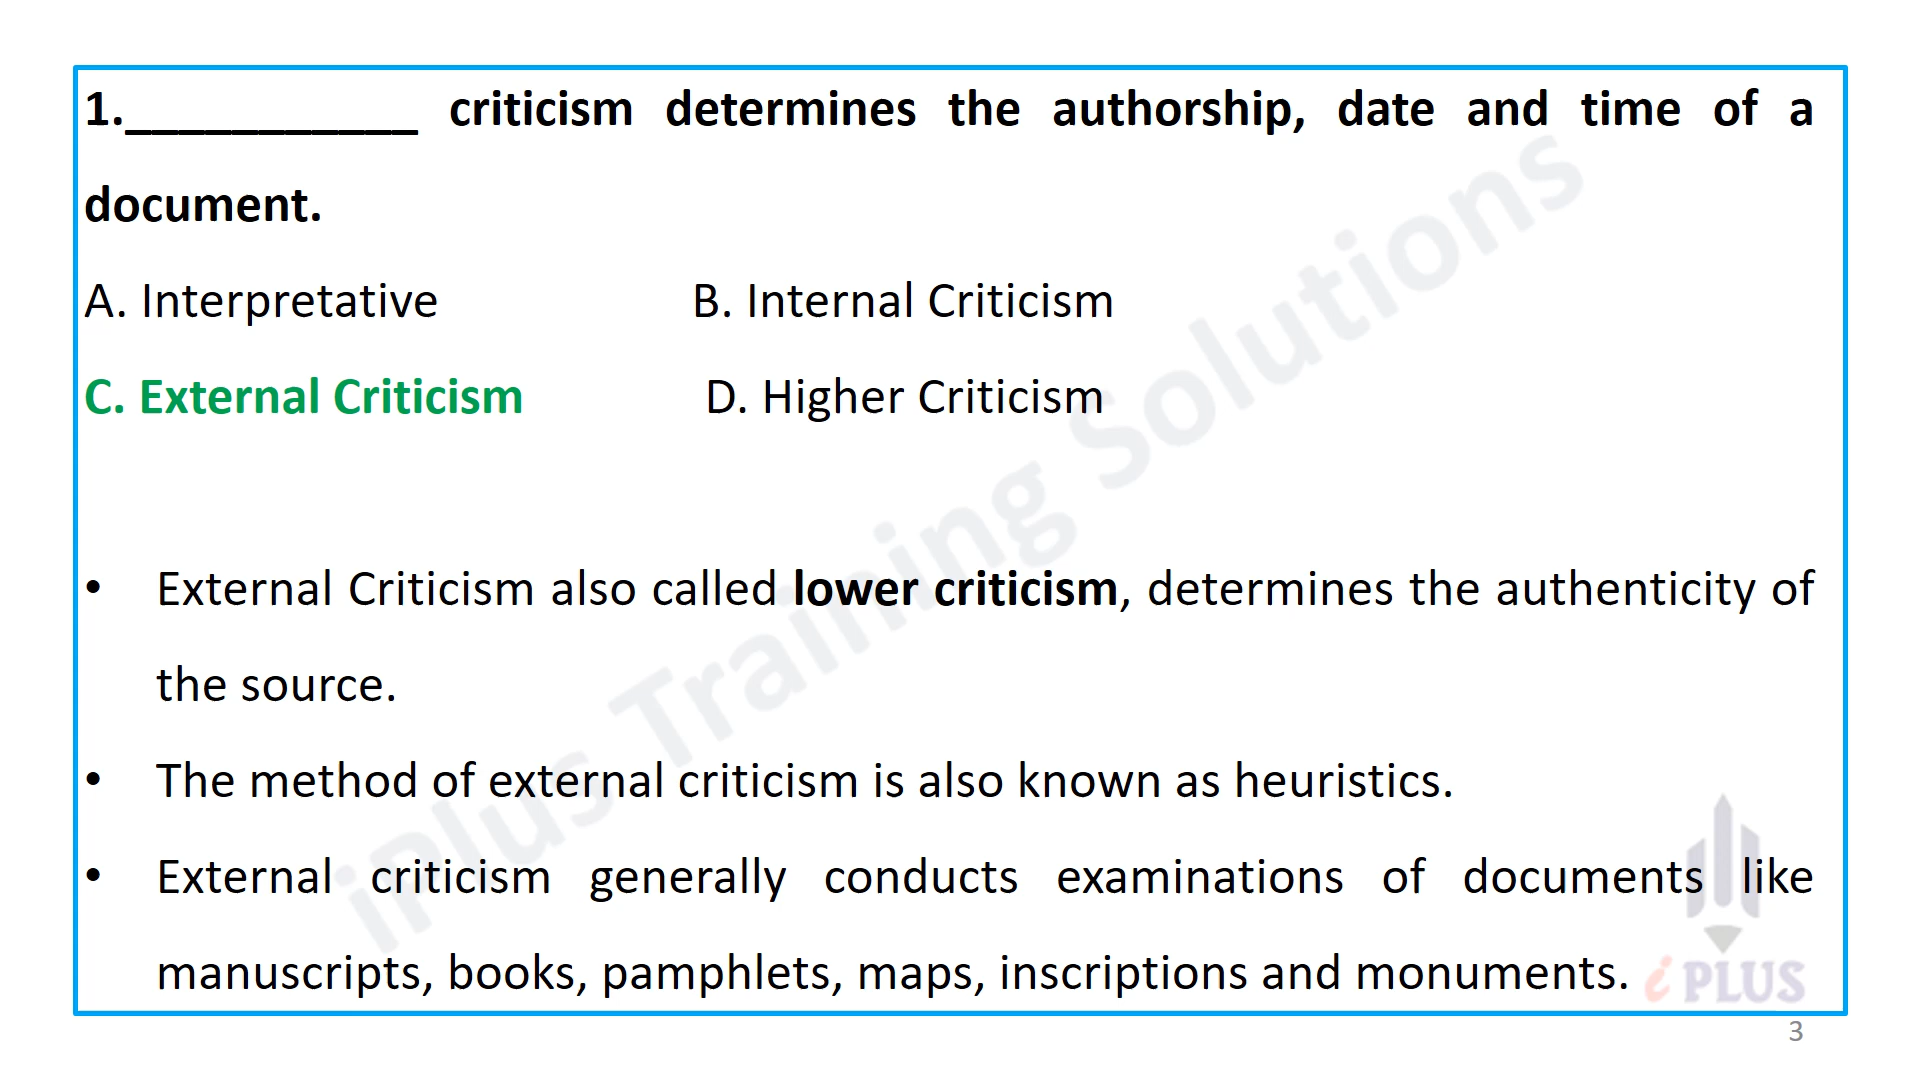 1.____________ criticism determines the authorship, date and time of a
document.
A. Interpretative B. Internal Criticism
C. External Criticism D. Higher Criticism
• External Criticism also called lower criticism, determines the authenticity of
the source.
• The method of external criticism is also known as heuristics.
• External criticism generally conducts examinations of documents like
manuscripts, books, pamphlets, maps, inscriptions and monuments.
iPlus Training Solutions
i PLUS
3